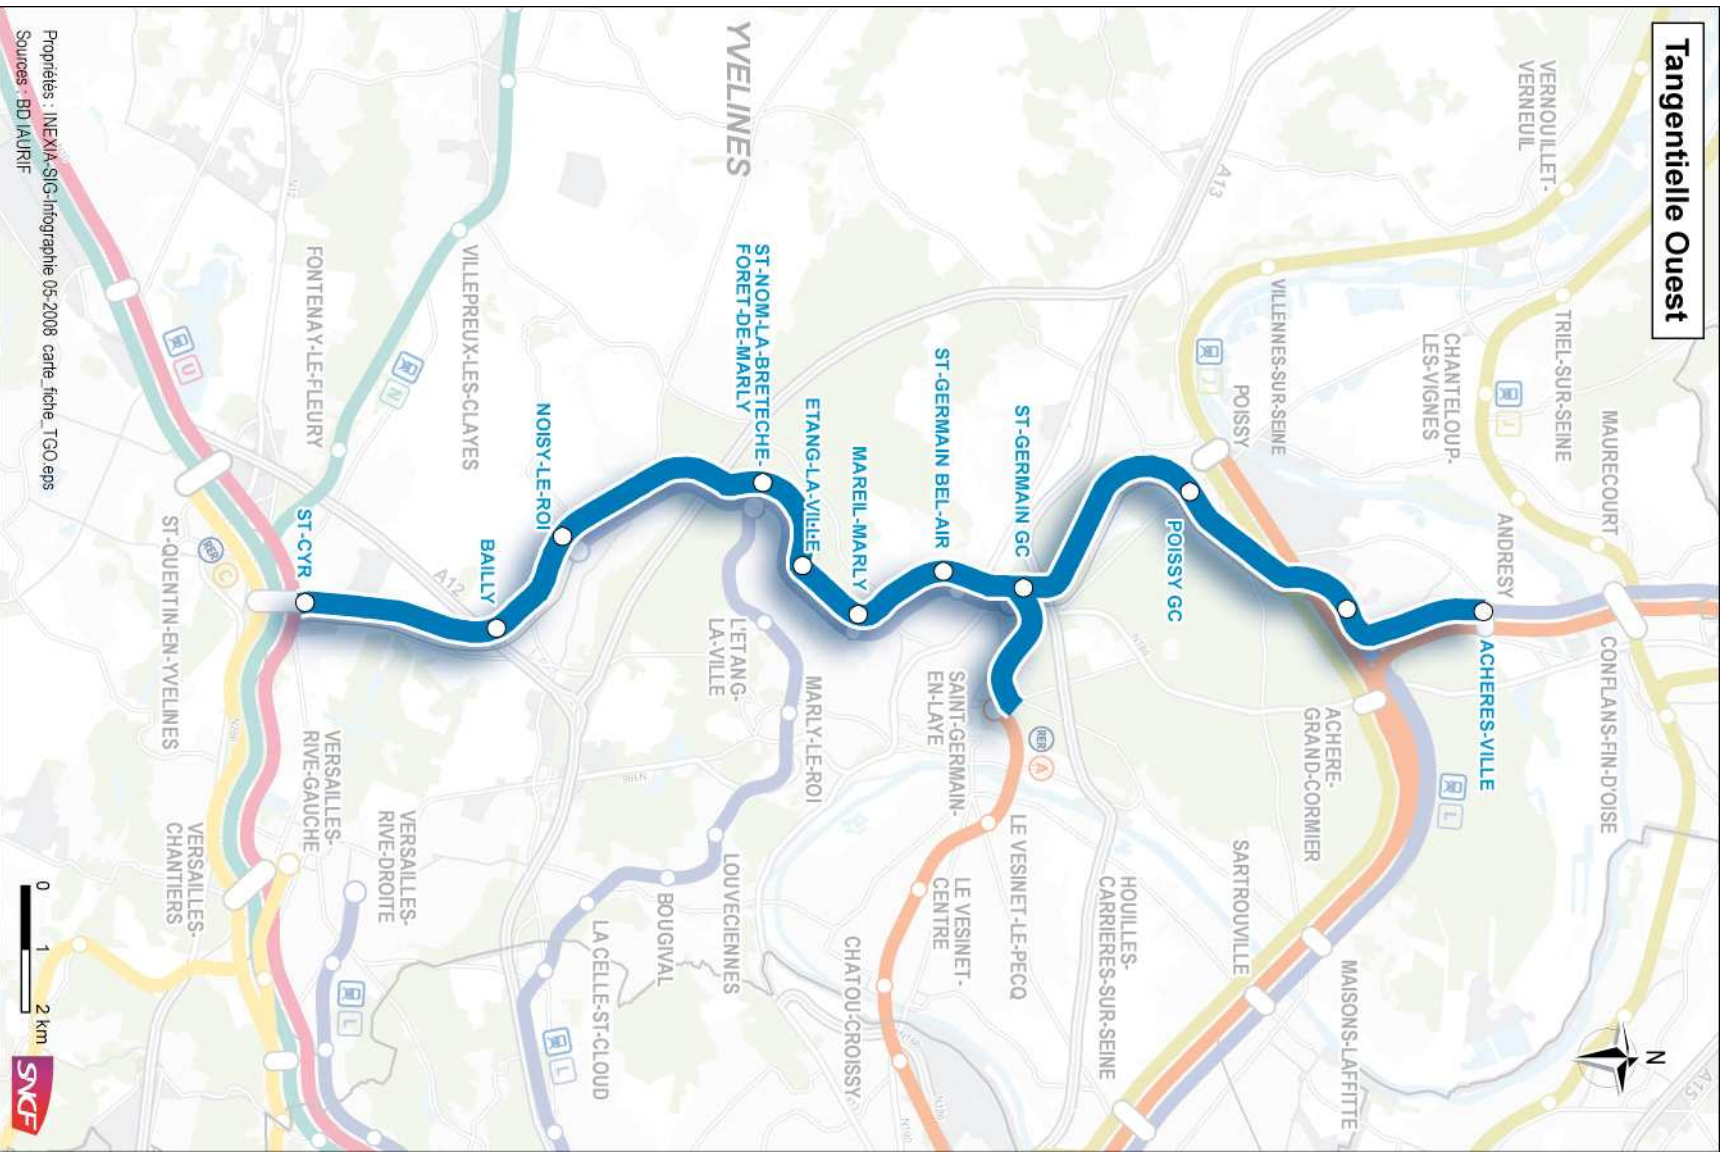 Tangentielle Ouest
N
A15
MAURECOURT
CONFLANS-FIN-D'OISE
TRIEL-SUR-SEINE
ANDRESY
VERNOUILLET-
VERNEUIL
J
ACHERES-VILLE
L
CHANTELOUP-
LES-VIGNES
MAISONS-LAFFITTE
ACHERE-
GRAND-CORMIER
VILLENNES-SUR-SEINE
POISSY
SARTROUVILLE
J
A13
POISSY GC
HOUILLES-
CARRIERES-SUR-SEINE
ST-GERMAIN GC
RER A
LE VESINET-LE-PECQ
ST-GERMAIN BEL-AIR
SAINT-GERMAIN-
EN-LAYE
LE VESINET-
CENTRE
N186
N190
MAREIL-MARLY
CHATOU-CROISSY
ETANG-LA-VILLE
MARLY-LE-ROI
YVELINES
ST-NOM-LA-BRETECHE-
FORET-DE-MARLY
L'ETANG-
LA-VILLE
LOUVECIENNES
BOUGIVAL
LA CELLE-ST-CLOUD
L
NOISY-LE-ROI
BAILLY
VILLEPREUX-LES-CLAYES
A12
N
FONTENAY-LE-FLEURY
ST-CYR
VERSAILLES-
RIVE-DROITE
L
VERSAILLES-
RIVE-GAUCHE
N12
U
RER C
ST-QUENTIN-EN-YVELINES
VERSAILLES-
CHANTIERS
Propriétés : INEXIA-SIG-Infographie 05-2008 carte_fiche_TGO.eps
Sources : BD IAURIF
0 1 2 km
SNCF